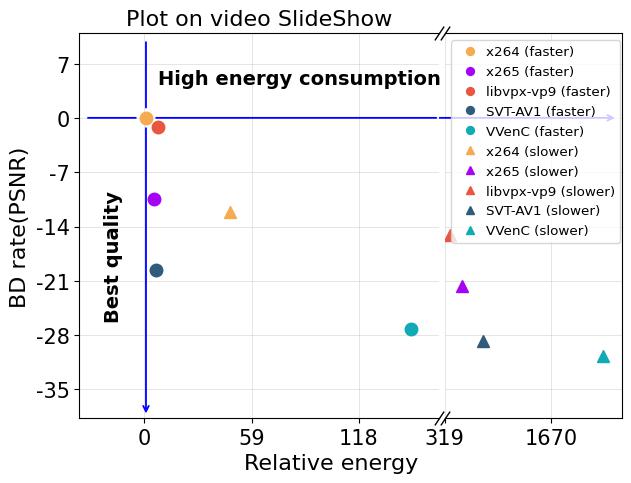 Plot on video SlideShow
High energy consumption
Best quality
BD rate(PSNR)
7
0
-7
-14
-21
-28
-35
x264 (faster)
x265 (faster)
libvpx-vp9 (faster)
SVT-AV1 (faster)
VVenC (faster)
x264 (slower)
x265 (slower)
libvpx-vp9 (slower)
SVT-AV1 (slower)
VVenC (slower)
0 59 118 319 1670
Relative energy